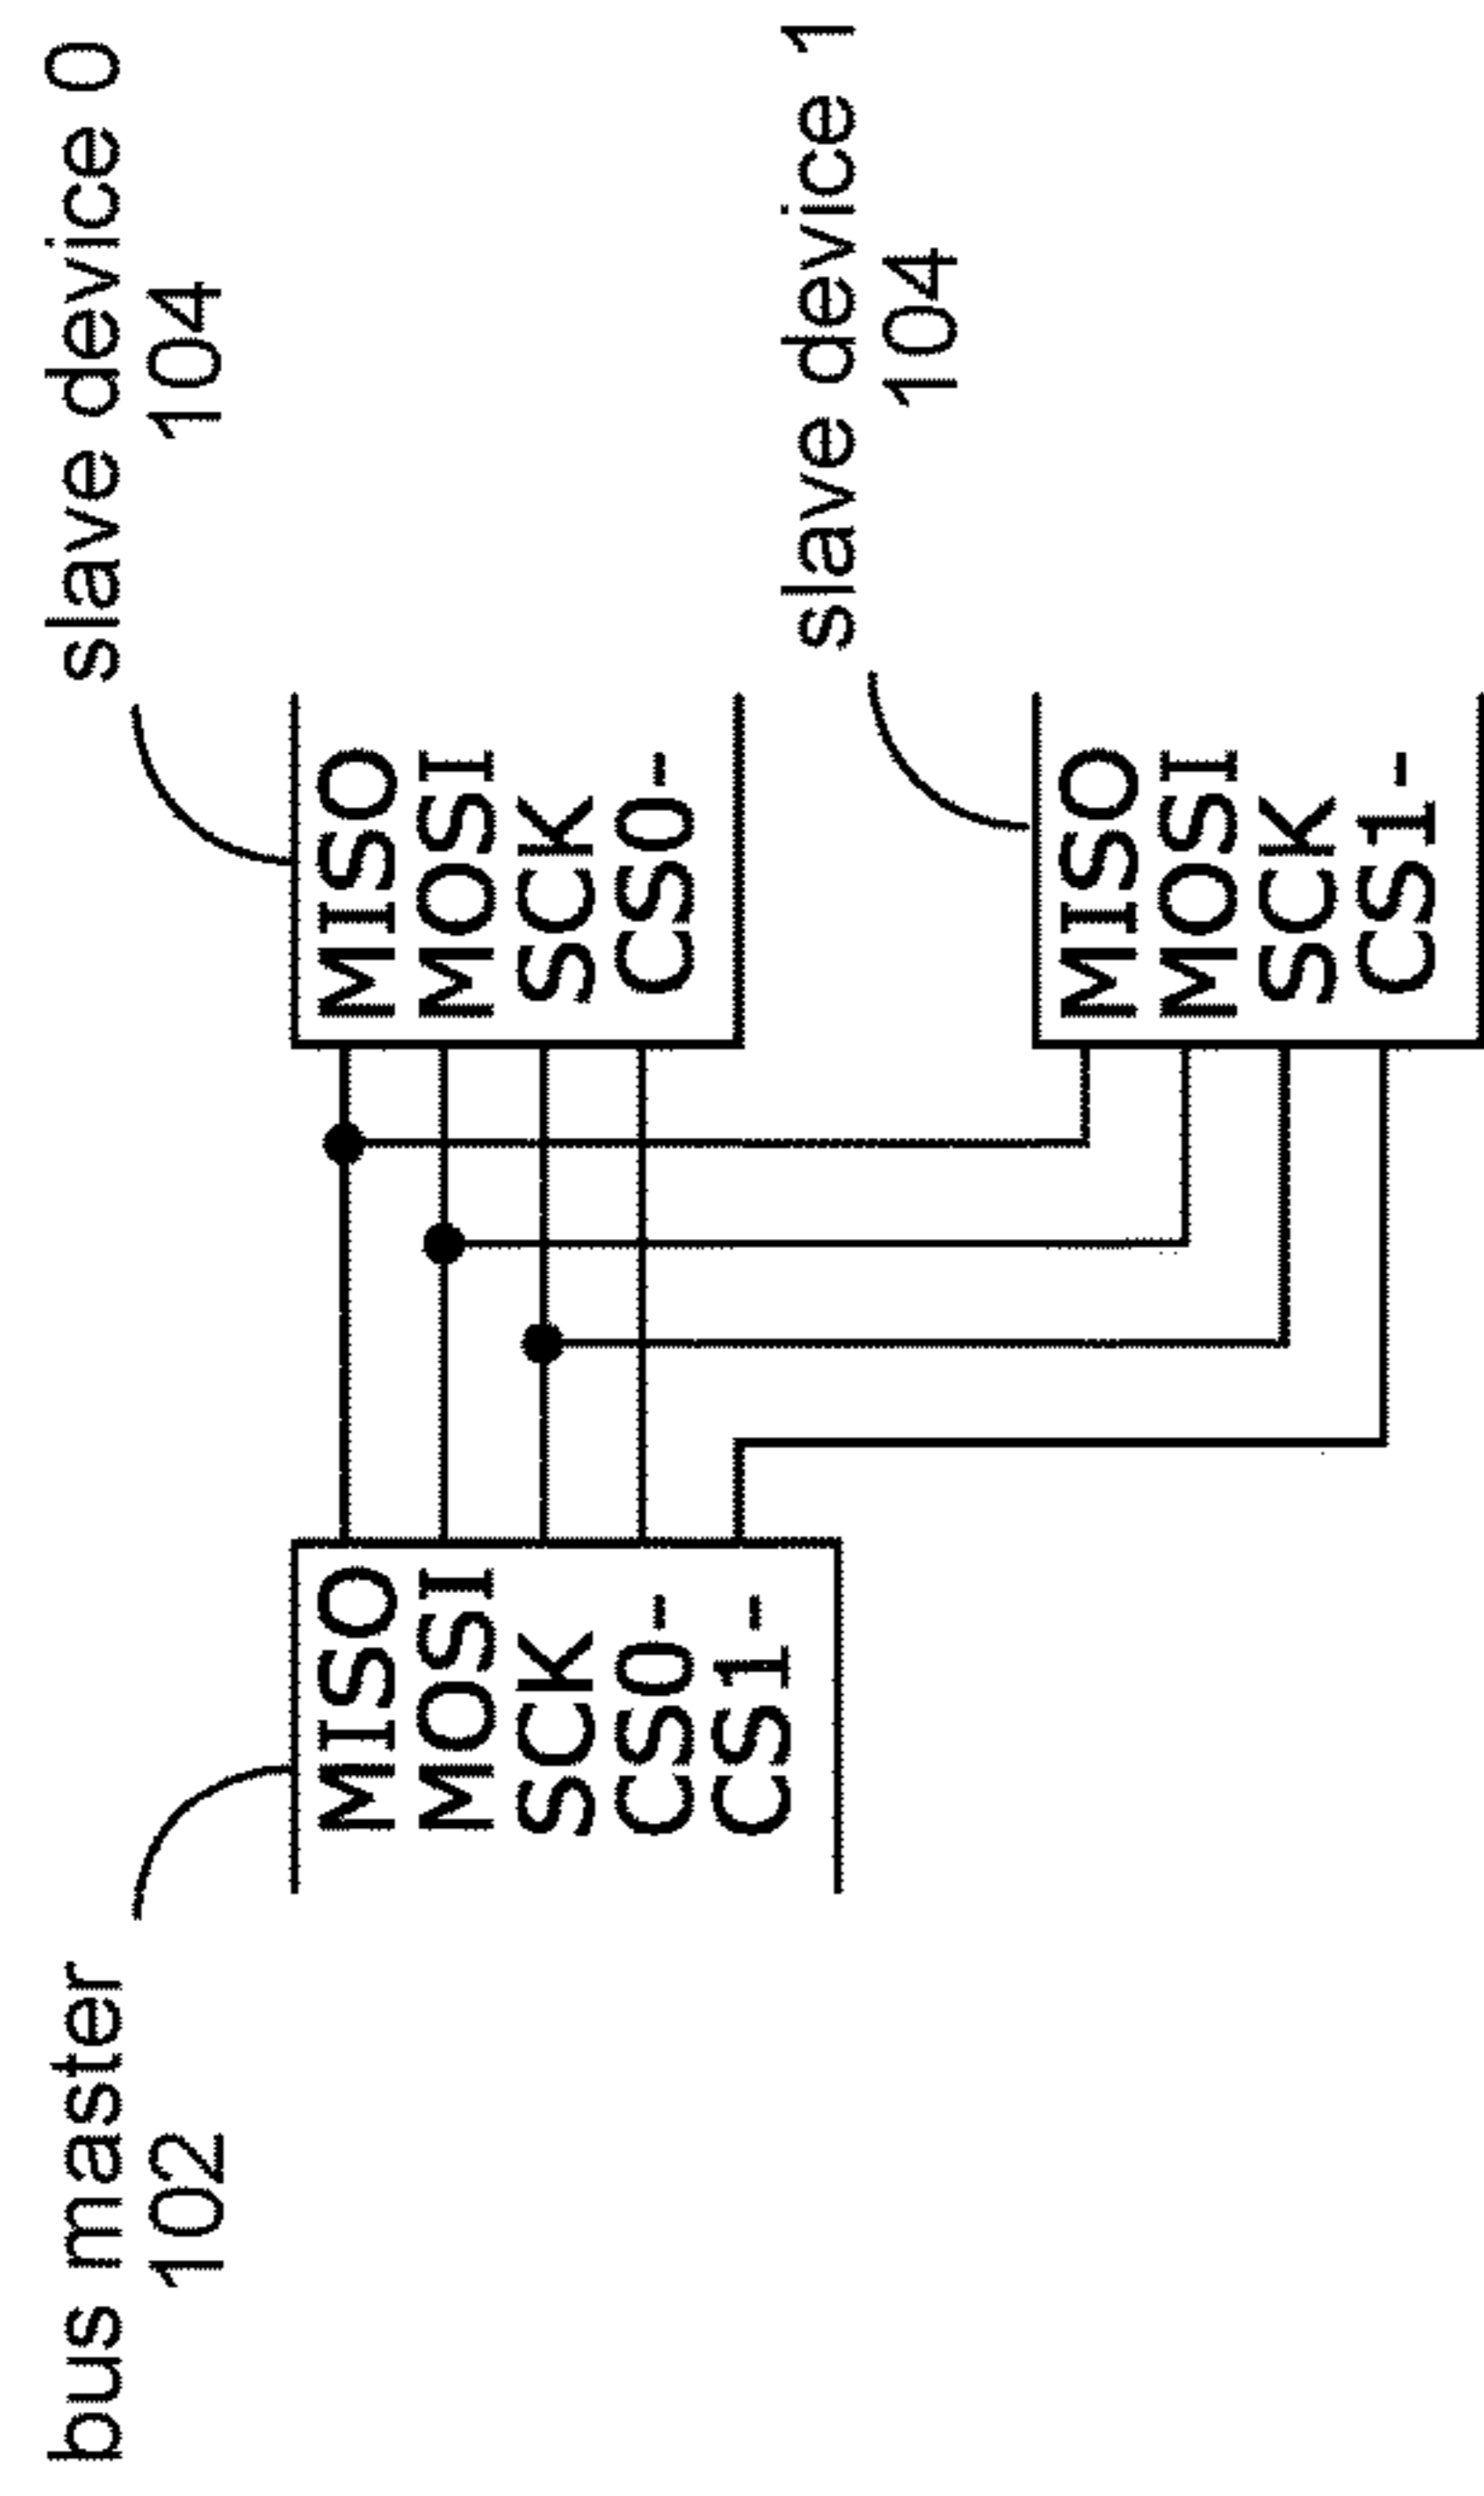 bus master
102
MISO
MOSI
SCK
CS0-
CS1-
slave device 0
104
MISO
MOSI
SCK
CS0-
slave device 1
104
MISO
MOSI
SCK
CS1-